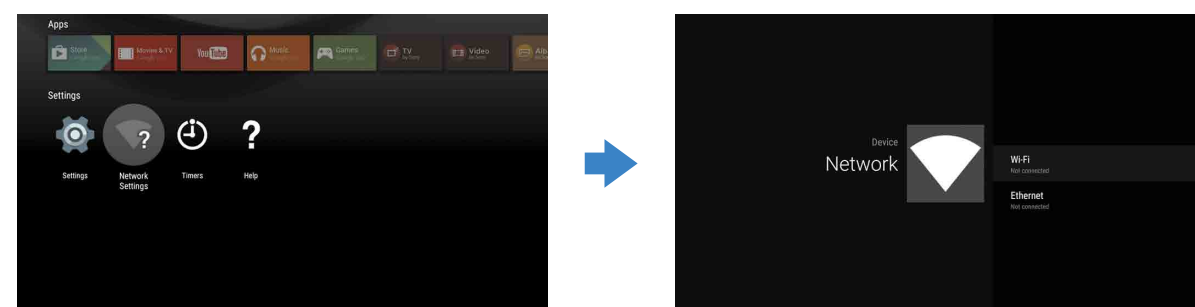 Apps
Store
Movies & TV
YouTube
Music
Games
TV
Video
Settings
?
?
Settings
Network
Settings
Timers
Help
Device
Network
Wi-Fi
Not connected
Ethernet
Not connected